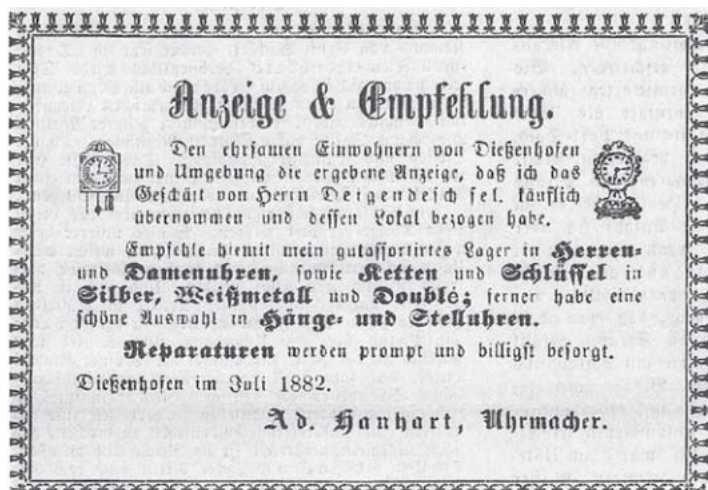 Anzeige & Empfehlung.
Den ehrsamen Einwohnern von Dießenhofen
und Umgebung die ergebene Anzeige, daß ich das
Geschäft von Herrn Deigendesch sel. käuflich
übernommen und dessen Lokal bezogen habe.
Empfehle hiemit mein gutassortirtes Lager in Herren-
und Damenuhren, sowie Ketten und Schlüssel in
Silber, Weißmetall und Doublé; ferner habe eine
schöne Auswahl in Hänge- und Stelluhren.
Reparaturen werden prompt und billigst besorgt.
Dießenhofen im Juli 1882.
Ad. Hanhart, Uhrmacher.